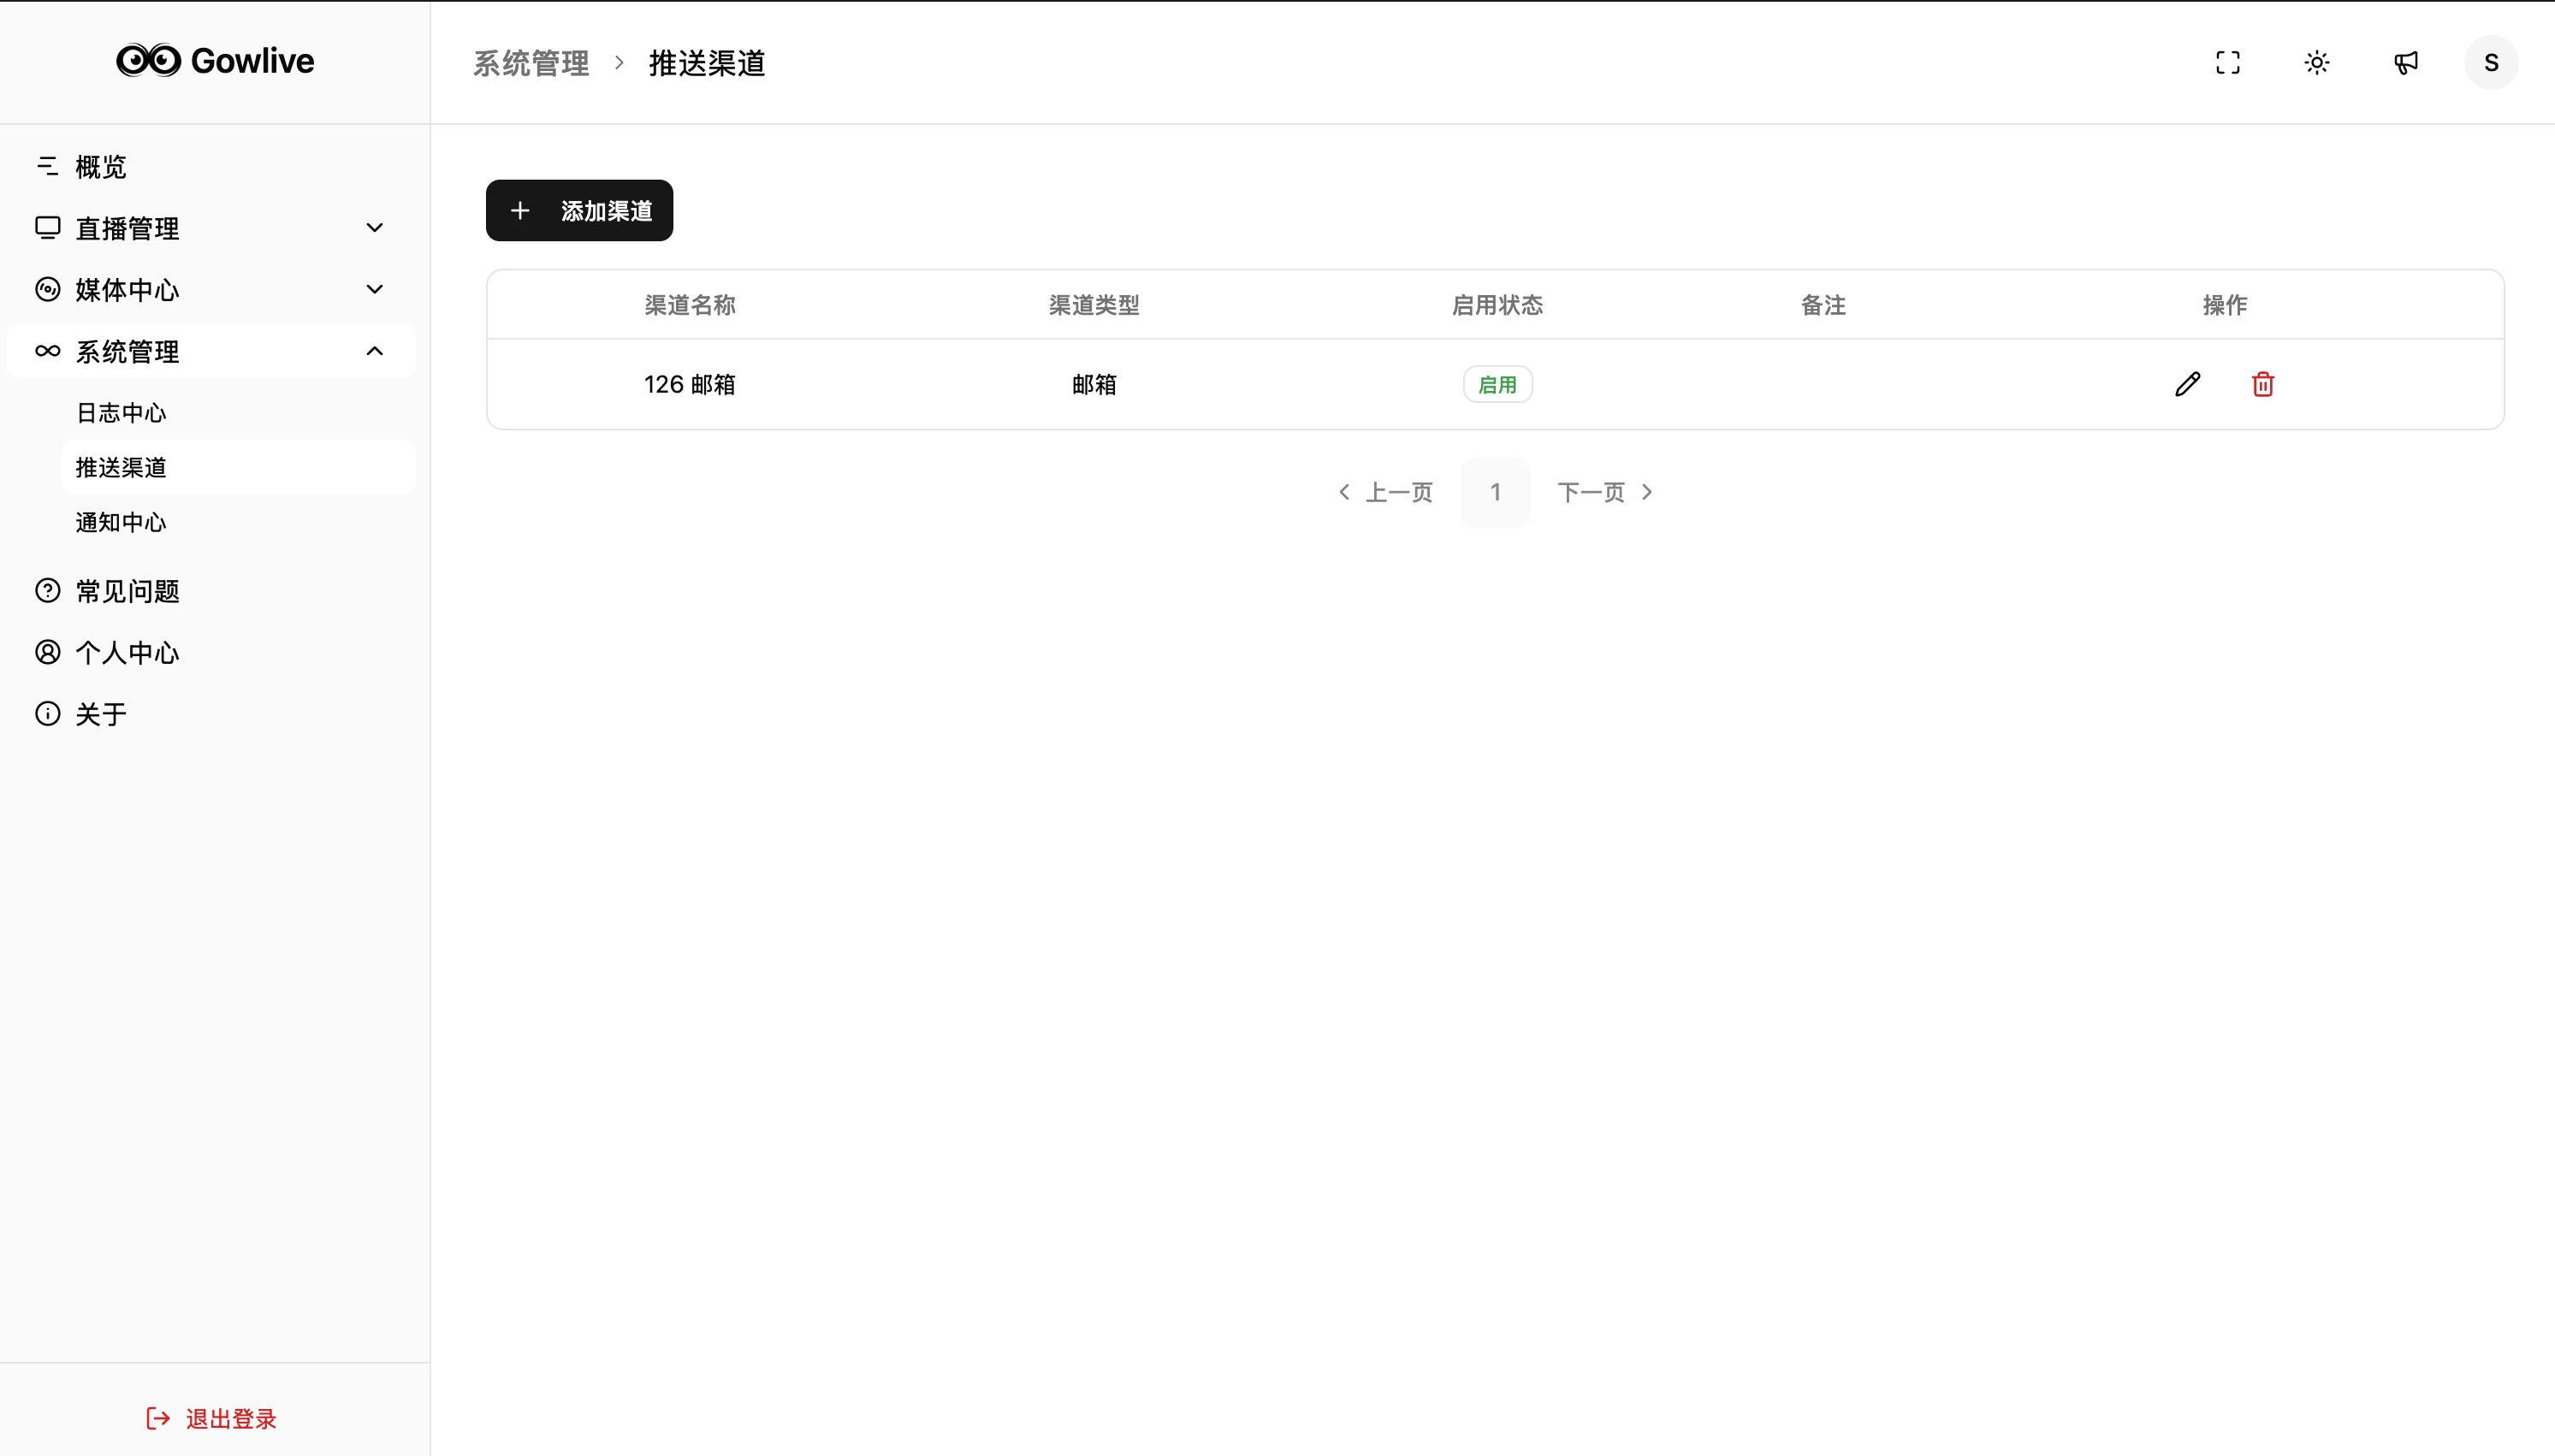 Gowlive
系统管理 > 推送渠道
S
概览
直播管理
媒体中心
系统管理
日志中心
推送渠道
通知中心
常见问题
个人中心
关于
退出登录
添加渠道
渠道名称 渠道类型 启用状态 备注 操作
126 邮箱 邮箱 启用
上一页 1 下一页